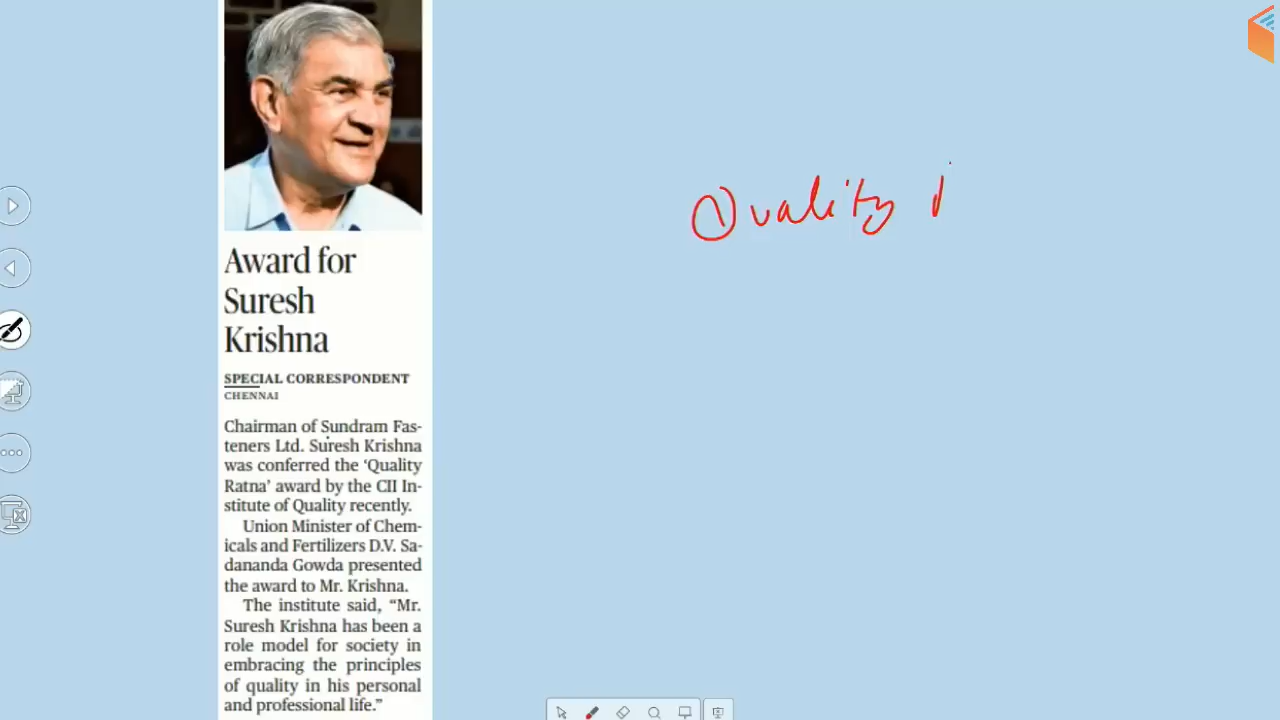 Award for
Suresh
Krishna
SPECIAL CORRESPONDENT
CHENNAI
Chairman of Sundram Fas-
teners Ltd. Suresh Krishna
was conferred the ‘Quality
Ratna’ award by the CII In-
stitute of Quality recently.
Union Minister of Chem-
icals and Fertilizers D.V. Sa-
dananda Gowda presented
the award to Mr. Krishna.
The institute said, “Mr.
Suresh Krishna has been a
role model for society in
embracing the principles
of quality in his personal
and professional life.”
Quality